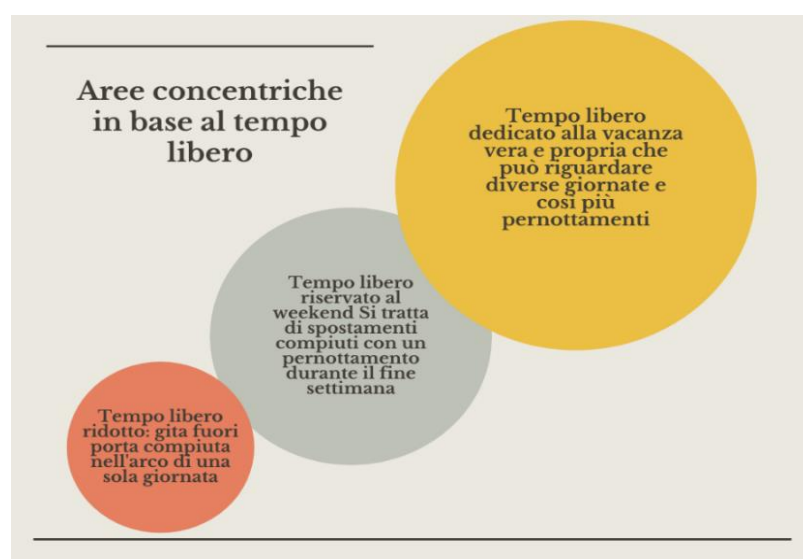 Aree concentriche
in base al tempo
libero
Tempo libero
dedicato alla vacanza
vera e propria che
può riguardare
diverse giornate e
così più
pernottamenti
Tempo libero
riservato al
weekend Si tratta
di spostamenti
compiuti con un
pernottamento
durante il fine
settimana
Tempo libero
ridotto: gita fuori
porta compiuta
nell'arco di una
sola giornata